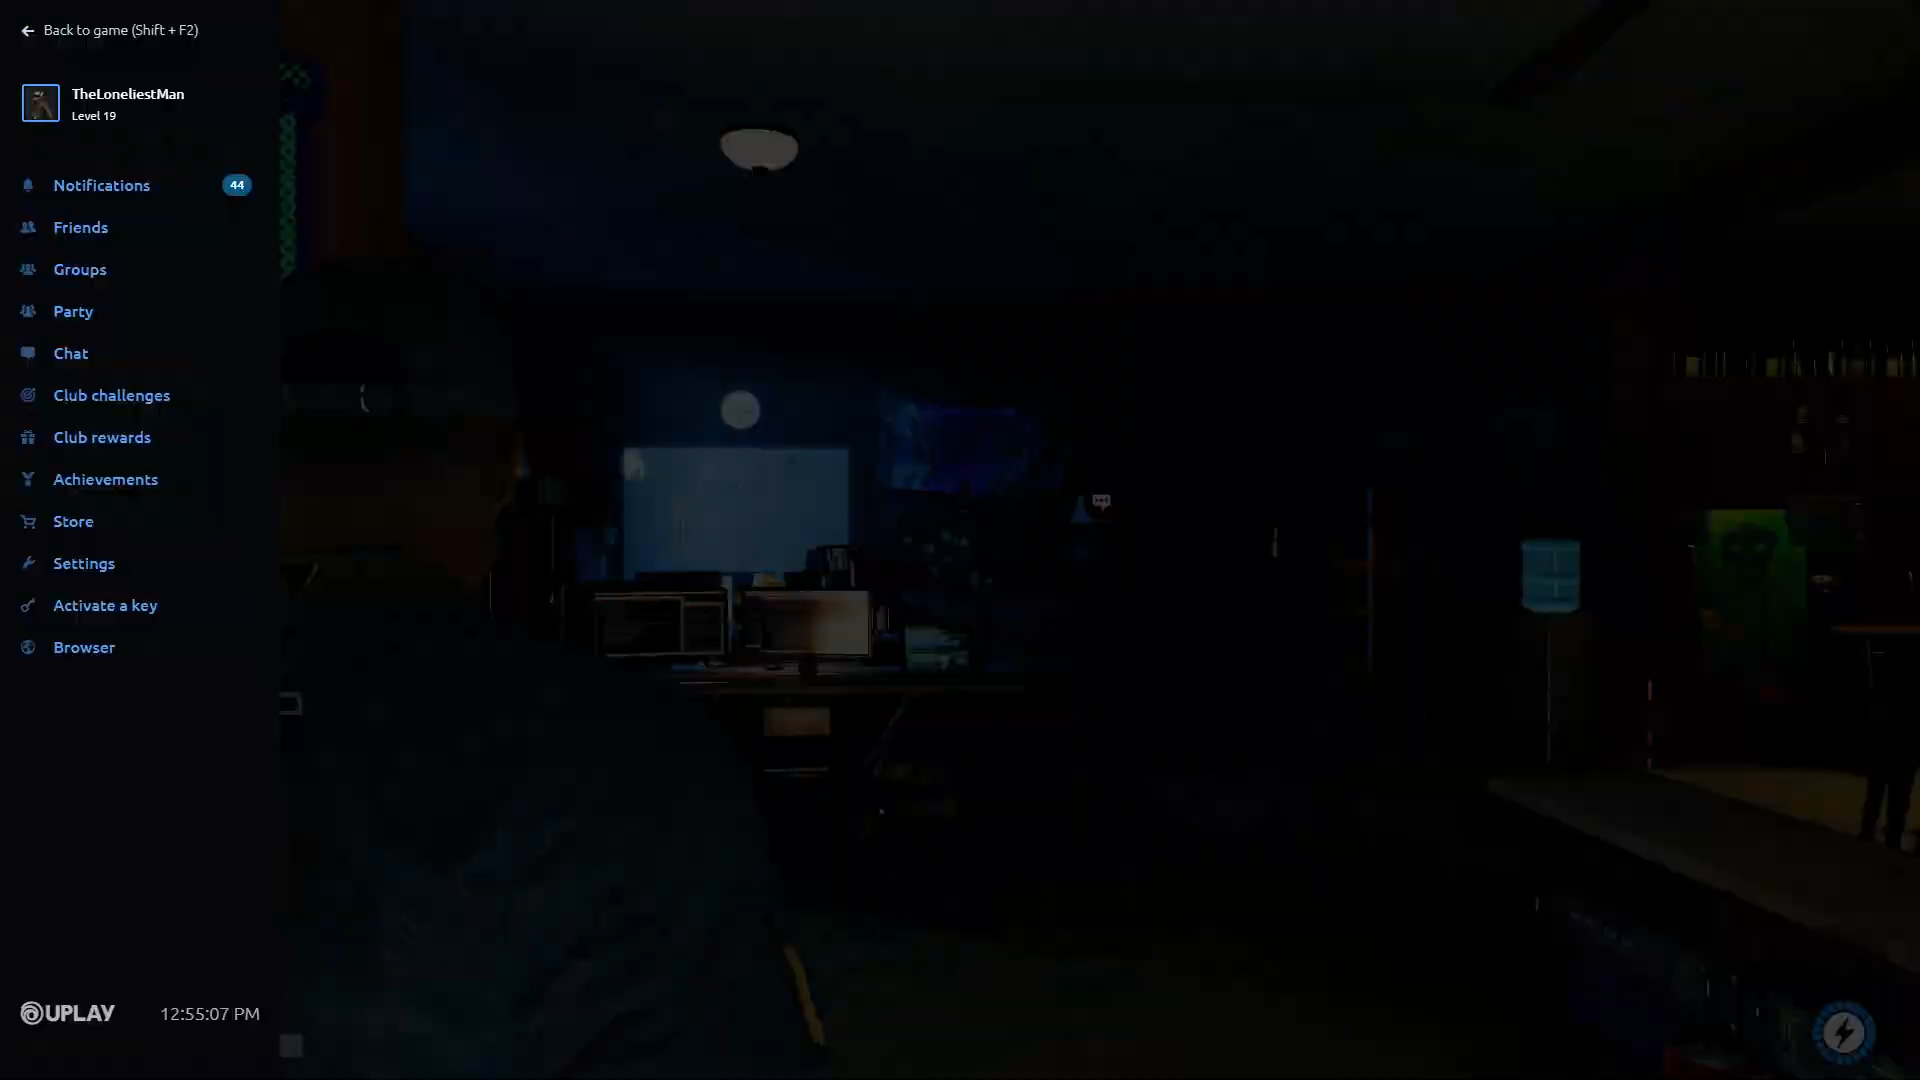 Back to game (Shift + F2)
TheLoneliestMan
Level 19
Notifications 44
Friends
Groups
Party
Chat
Club challenges
Club rewards
Achievements
Store
Settings
Activate a key
Browser
UPLAY 12:55:07 PM